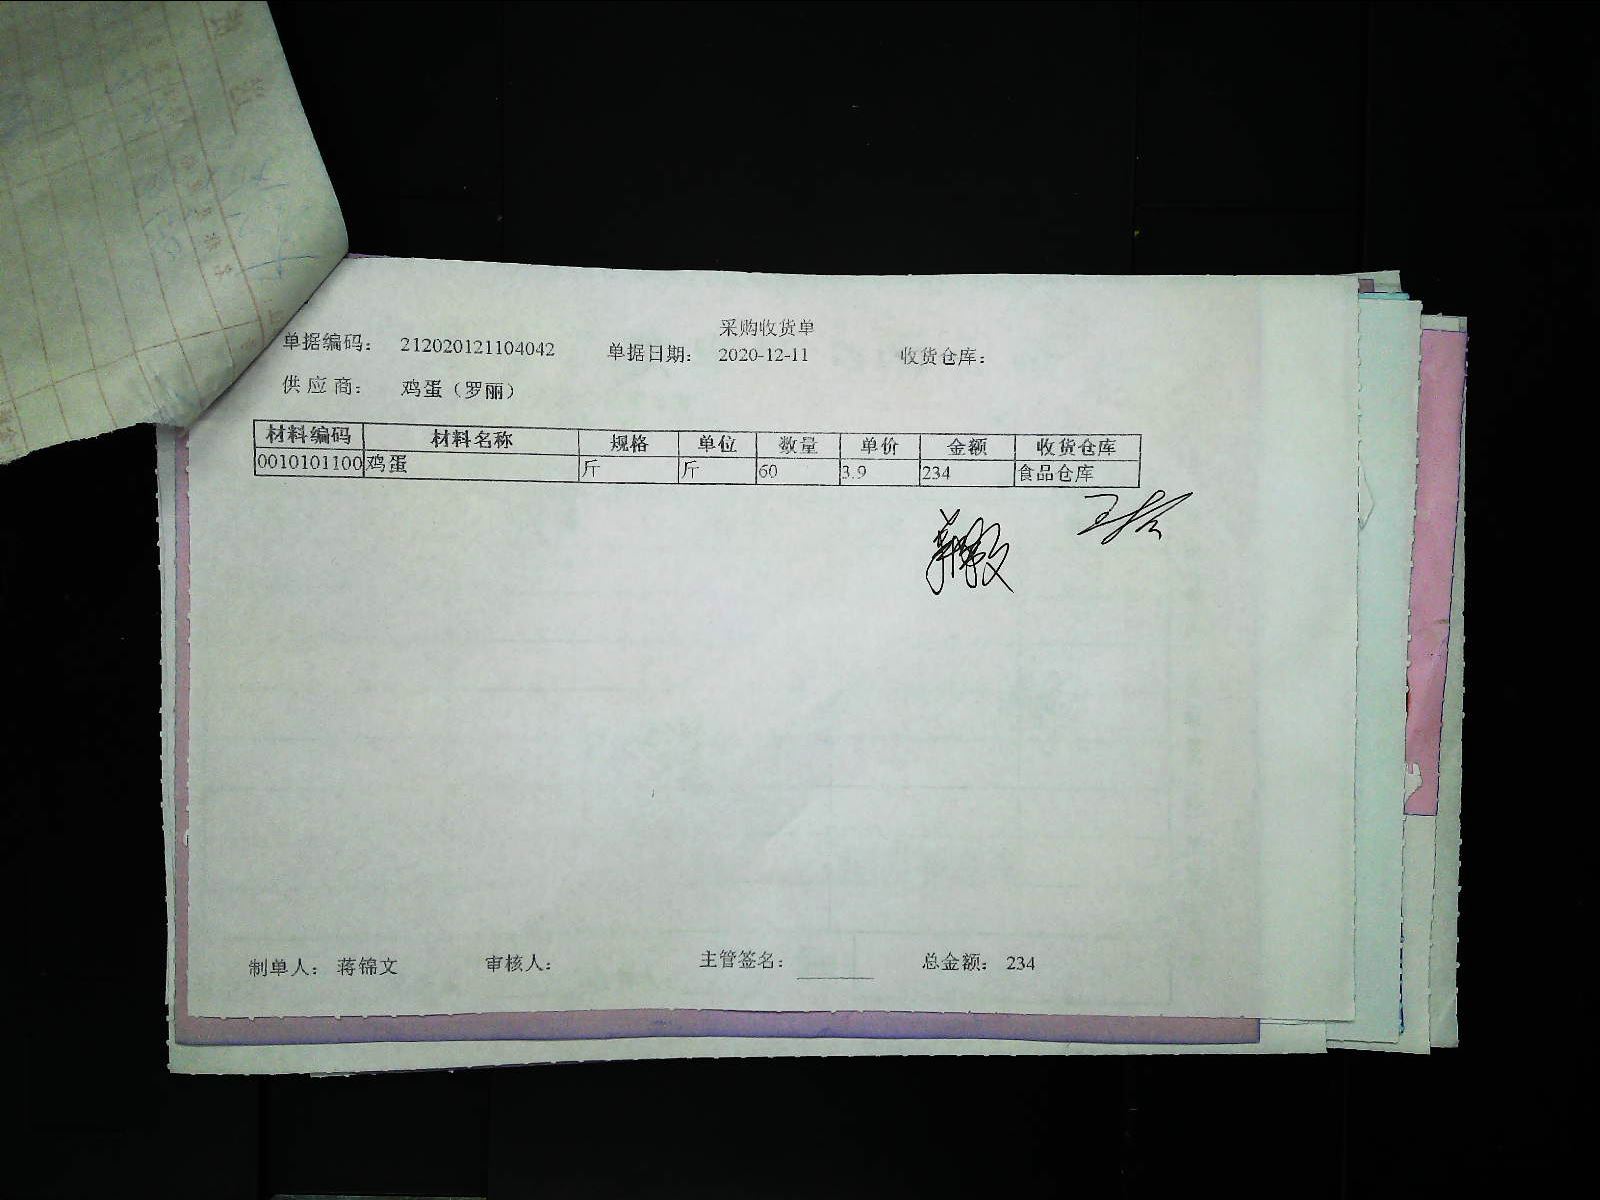 采购收货单
单据编码： 212020121104042 单据日期： 2020-12-11 收货仓库：
供应商： 鸡蛋（罗丽）
材料编码 材料名称 规格 单位 数量 单价 金额 收货仓库
0010101100 鸡蛋 斤 斤 60 3.9 234 食品仓库
制单人： 蒋锦文 审核人： 主管签名： 总金额： 234